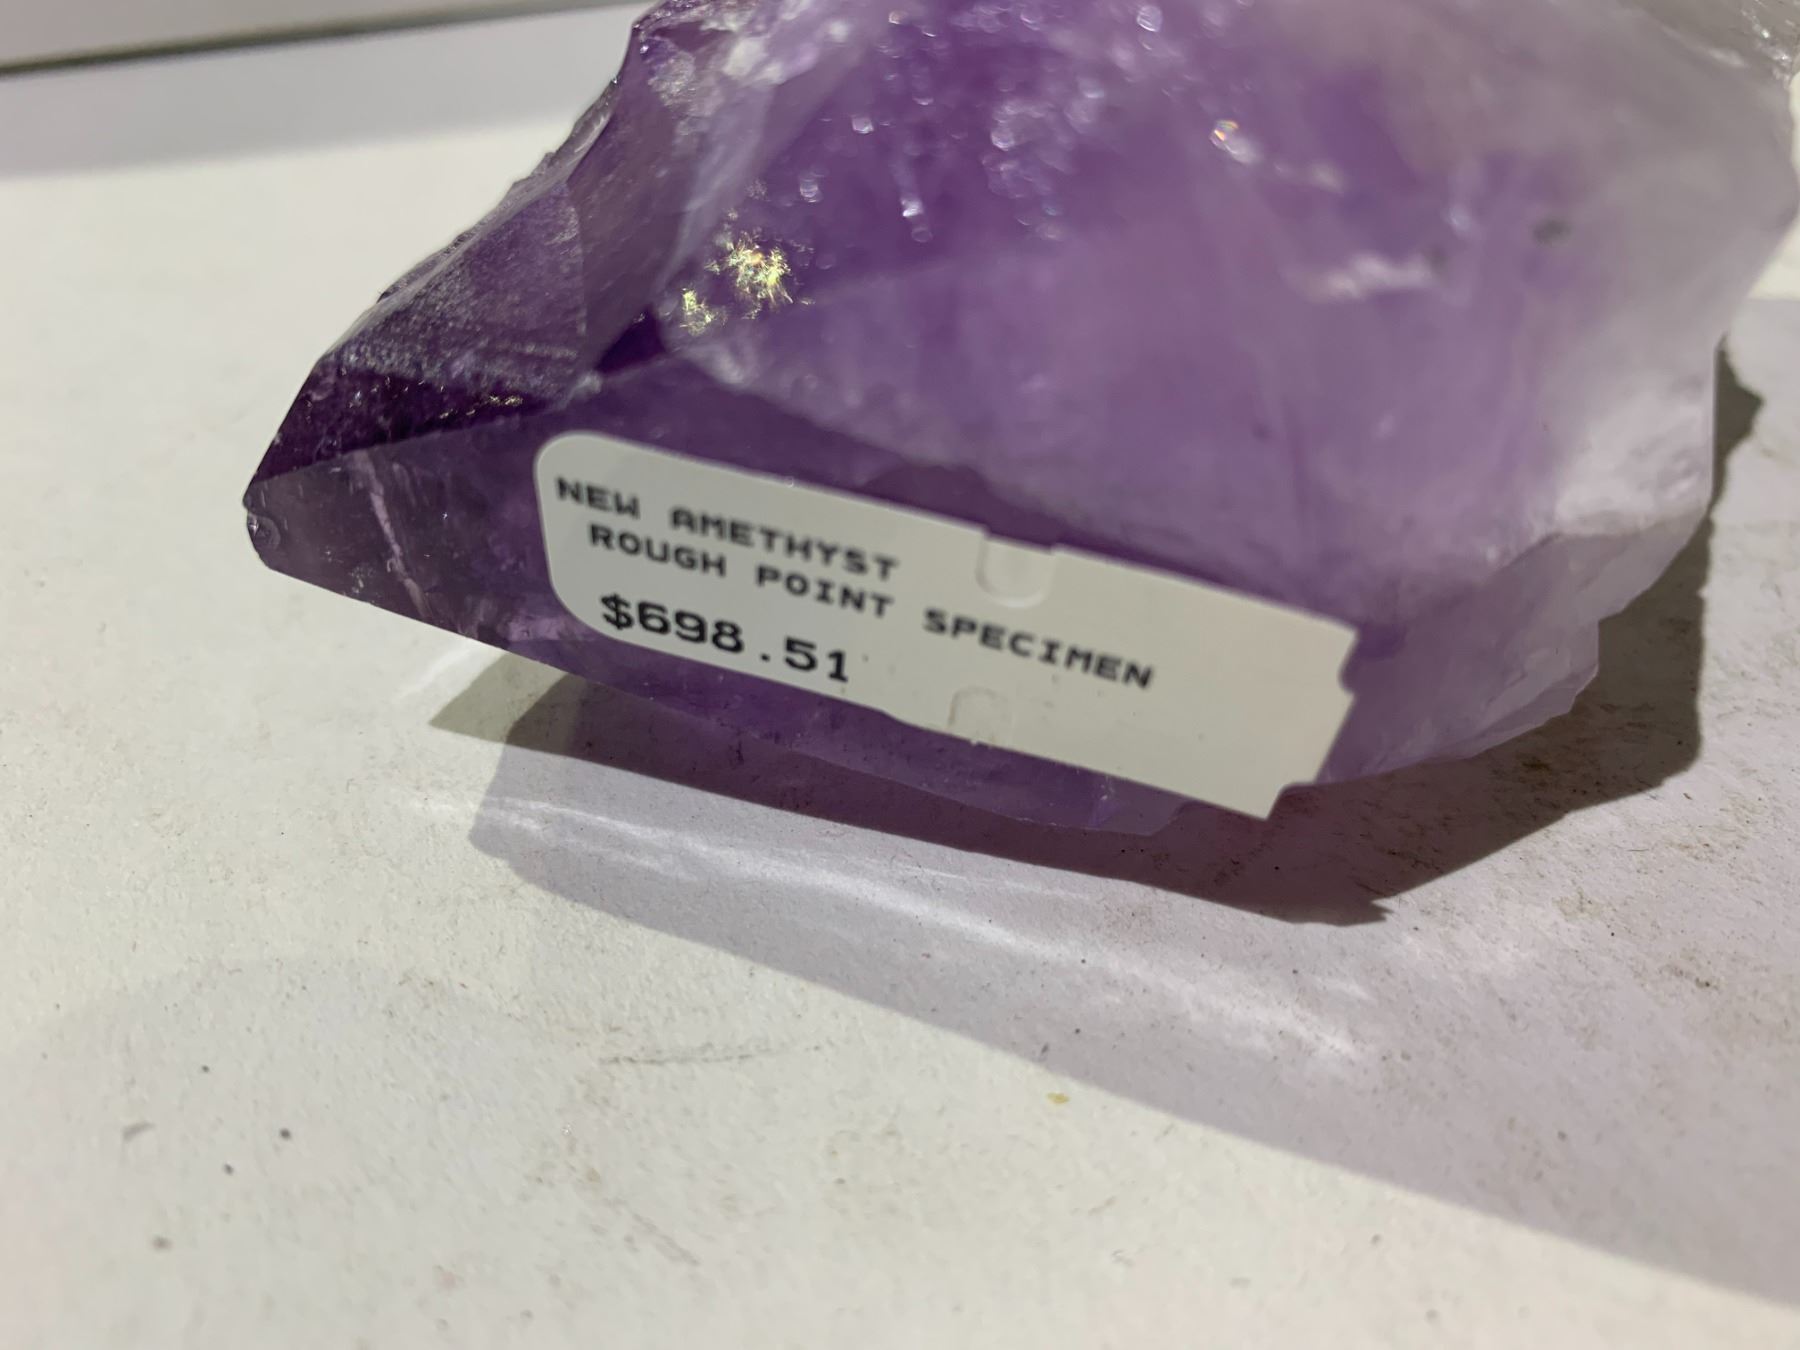 NEW AMETHYST
ROUGH POINT SPECIMEN
$698.51